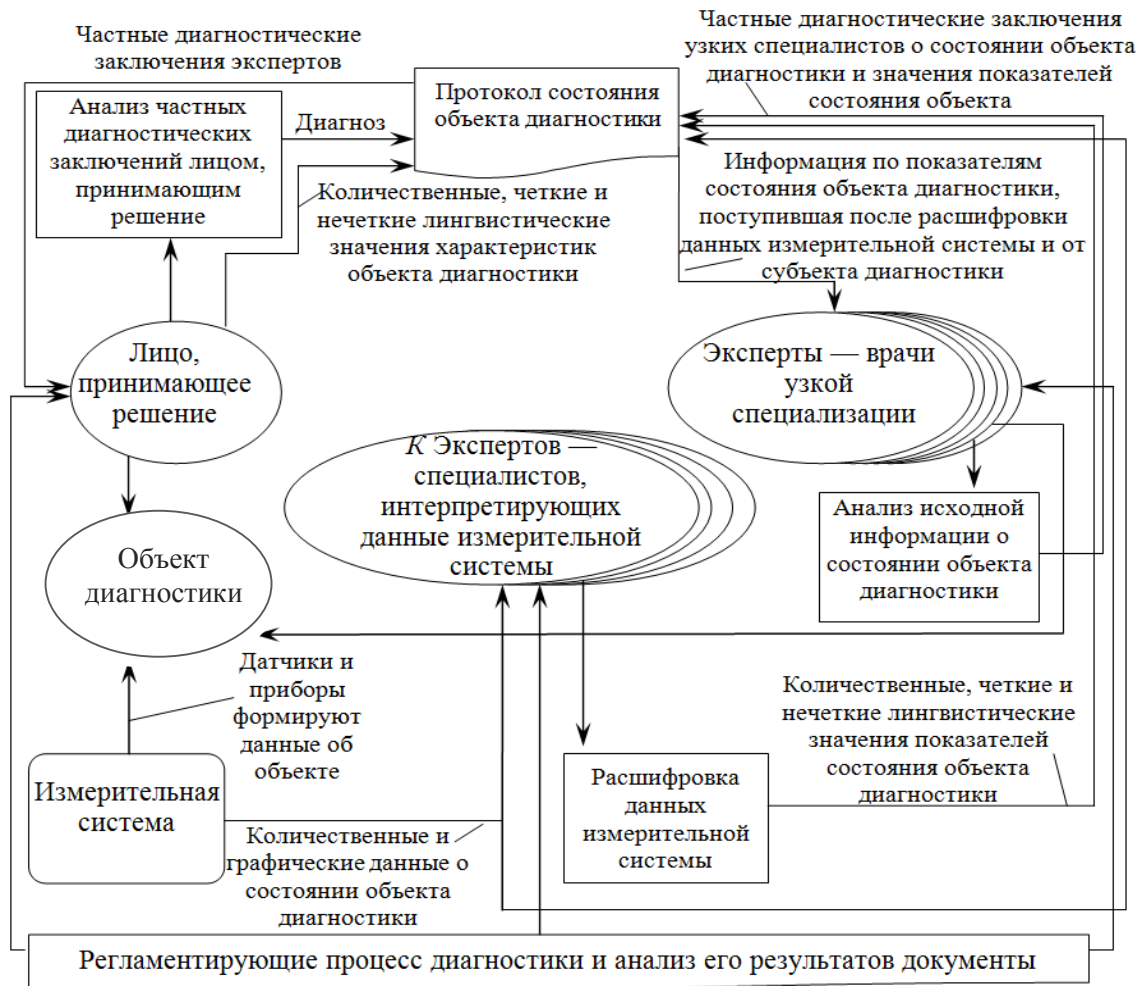 Частные диагностические
заключения экспертов
Частные диагностические заключения
узких специалистов о состоянии объекта
диагностики и значения показателей
состояния объекта
Анализ частных
диагностических
заключений лицом,
принимающим
решение
Диагноз
Протокол состояния
объекта диагностики
Количественные, четкие и
нечеткие лингвистические
значения характеристик
объекта диагностики
Информация по показателям
состояния объекта диагностики,
поступившая после расшифровки
данных измерительной системы и от
субъекта диагностики
Лицо,
принимающее
решение
Эксперты — врачи
узкой
специализации
К Экспертов —
специалистов,
интерпретирующих
данные измерительной
системы
Анализ исходной
информации о
состоянии объекта
диагностики
Объект
диагностики
Датчики и
приборы
формируют
данные об
объекте
Количественные, четкие и
нечеткие лингвистические
значения показателей
состояния объекта
диагностики
Измерительная
система
Расшифровка
данных
измерительной
системы
Количественные и
графические данные о
состоянии объекта
диагностики
Регламентирующие процесс диагностики и анализ его результатов документы